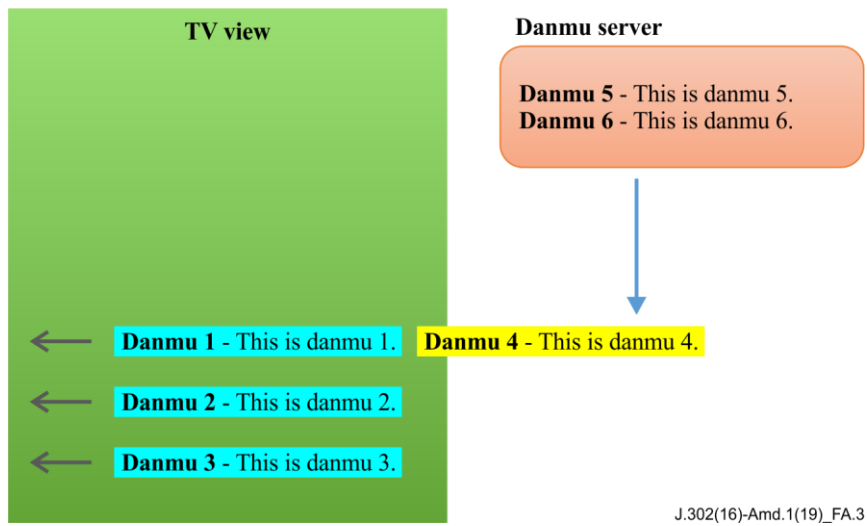 TV view
Danmu server
Danmu 5 - This is danmu 5.
Danmu 6 - This is danmu 6.
Danmu 1 - This is danmu 1.
Danmu 4 - This is danmu 4.
Danmu 2 - This is danmu 2.
Danmu 3 - This is danmu 3.
J.302(16)-Amd.1(19)_FA.3